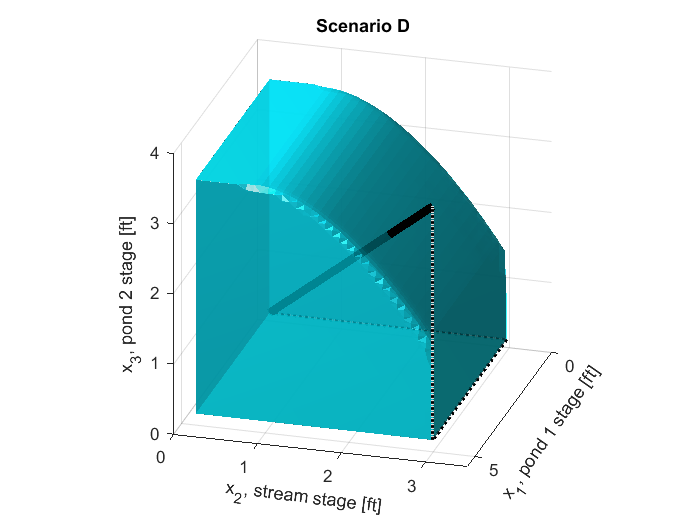 Scenario D
4
3
2
1
0
x3, pond 2 stage [ft]
0
1
2
3
x2, stream stage [ft]
0
5
x1, pond 1 stage [ft]